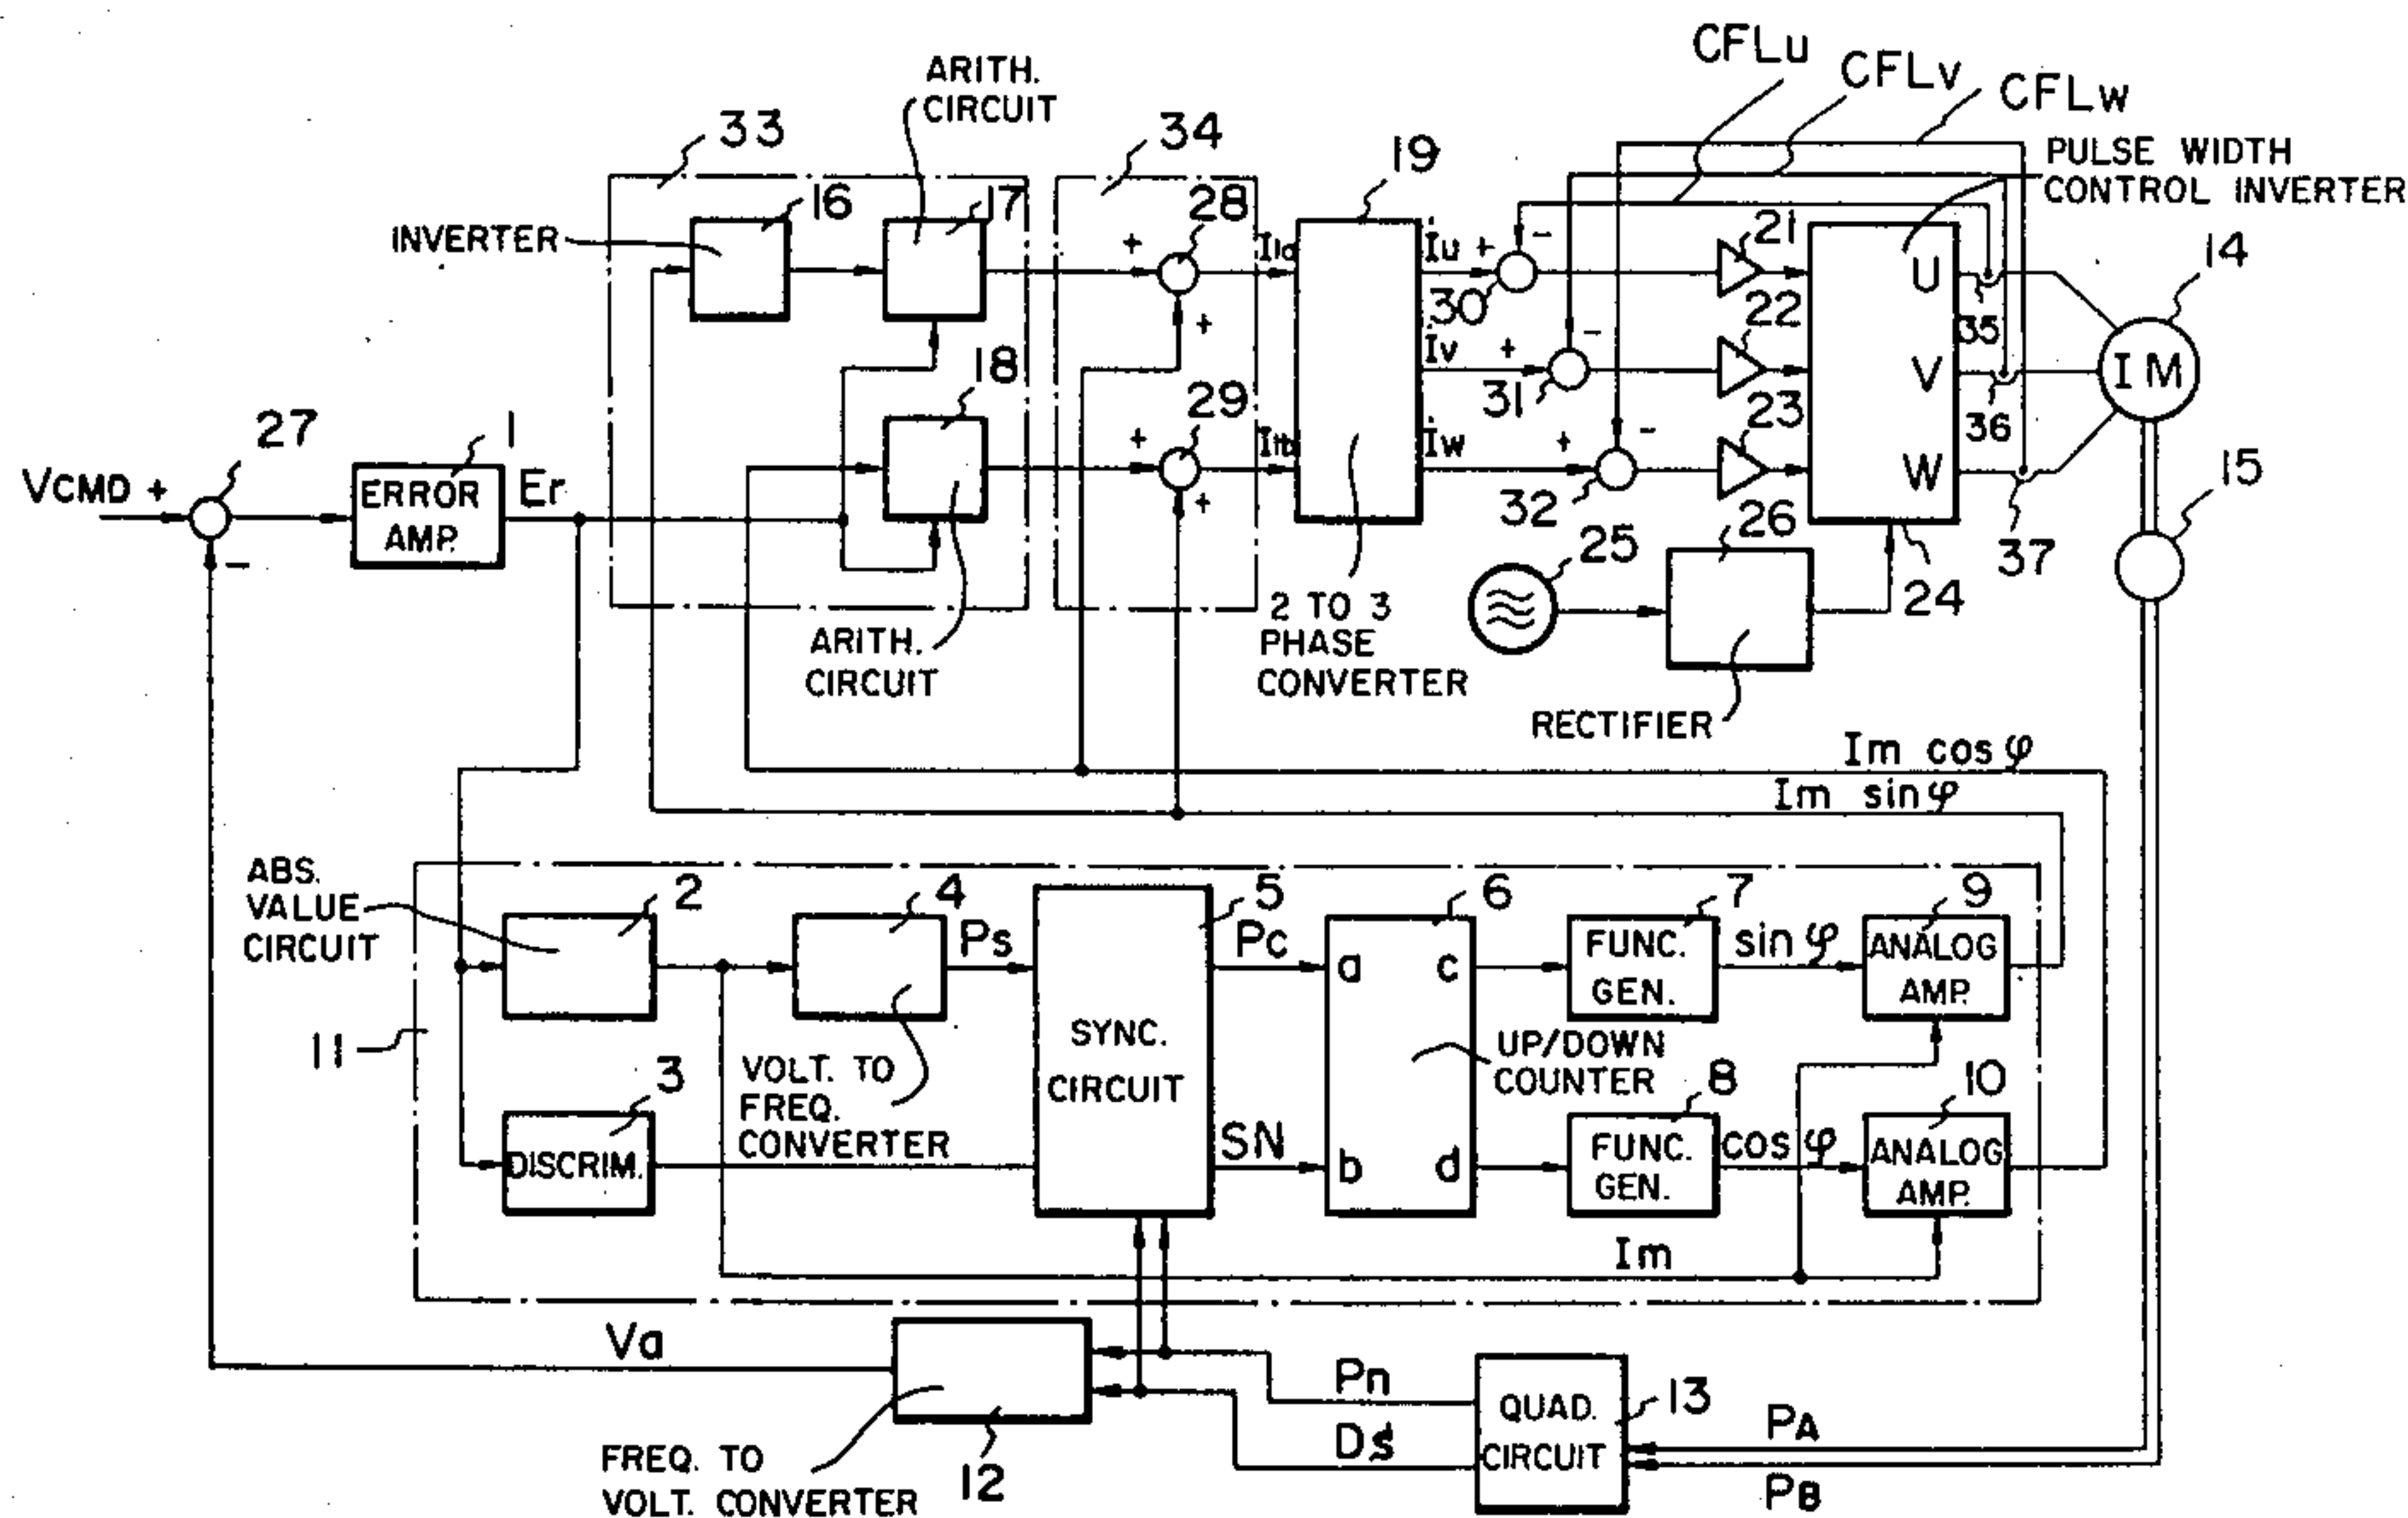 CFLu
CFLv
CFLw
ARITH.
CIRCUIT
33
34
19
PULSE WIDTH
CONTROL INVERTER
16
17
28
21
14
INVERTER
+
I1a
Iu +
-
U
30
22
35
+
18
Iv +
-
IM
31
V
29
23
36
27
1
+
I1b
Iw
+
-
W
15
VCMD +
ERROR
AMP.
Er
+
32
26
37
-
25
24
2 TO 3
PHASE
CONVERTER
ARITH.
CIRCUIT
RECTIFIER
Im cos φ
Im sin φ
ABS.
VALUE
CIRCUIT
2
4
5
6
7
9
Ps
Pc
a
c
FUNC.
GEN.
sin φ
ANALOG
AMP.
11
SYNC.
CIRCUIT
UP/DOWN
COUNTER
3
VOLT. TO
FREQ.
CONVERTER
8
10
DISCRIM.
SN
b
d
FUNC.
GEN.
cos φ
ANALOG
AMP.
Im
Va
Pn
QUAD.
CIRCUIT
13
PA
Ds
FREQ. TO
VOLT. CONVERTER
12
PB